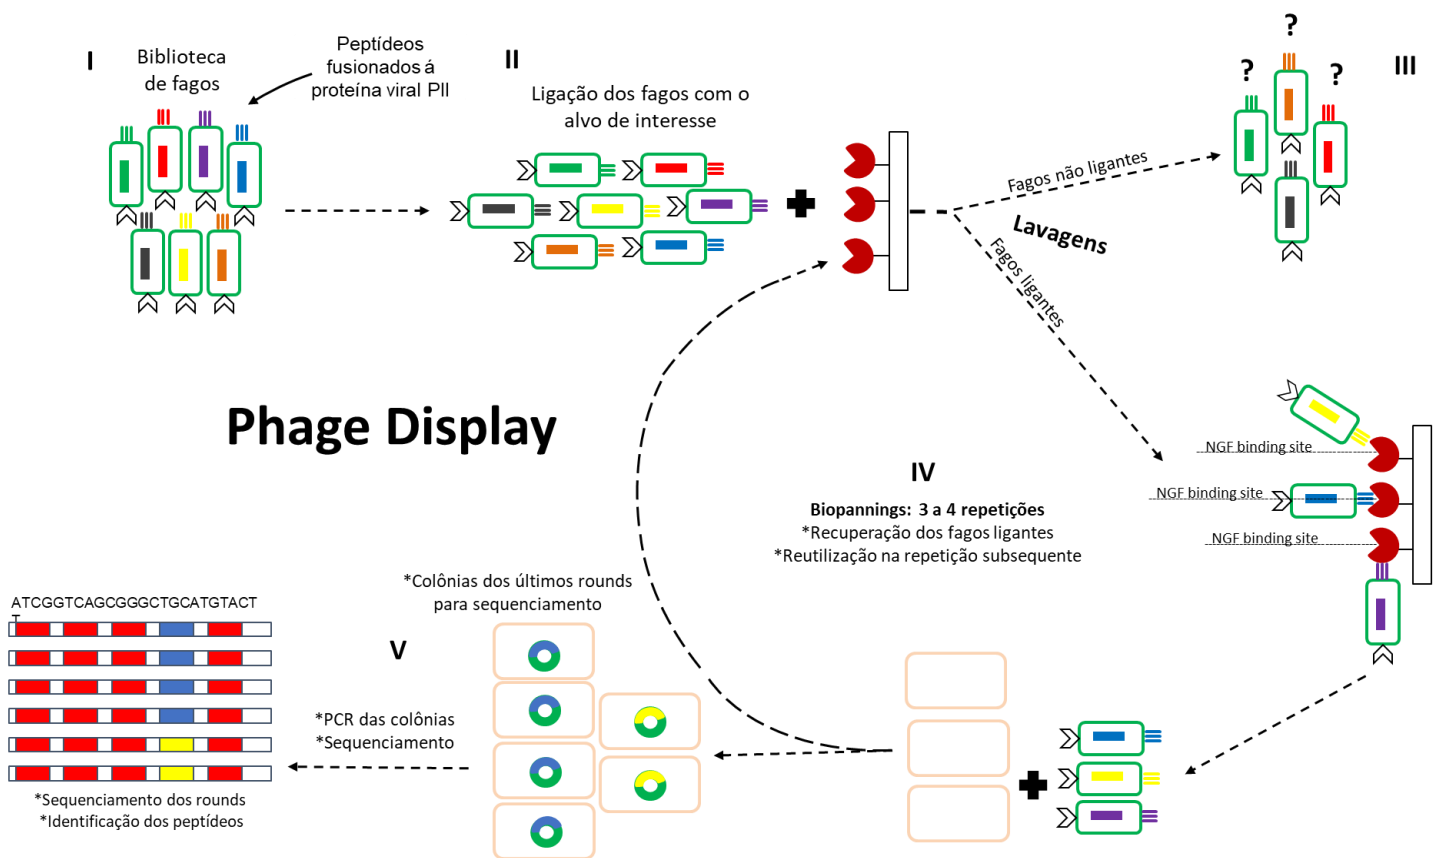 I
Biblioteca
de fagos
Peptídeos
fusionados á
proteína viral PII
II
Ligação dos fagos com o
alvo de interesse
Fagos não ligantes
Lavagens
Fagos ligantes
?
?
?
III
Phage Display
NGF binding site
NGF binding site
NGF binding site
IV
Biopannings: 3 a 4 repetições
*Recuperação dos fagos ligantes
*Reutilização na repetição subsequente
*Colônias dos últimos rounds
para sequenciamento
V
*PCR das colônias
*Sequenciamento
ATCGGTCAGCGGGCTGCATGTACT
*Sequenciamento dos rounds
*Identificação dos peptídeos